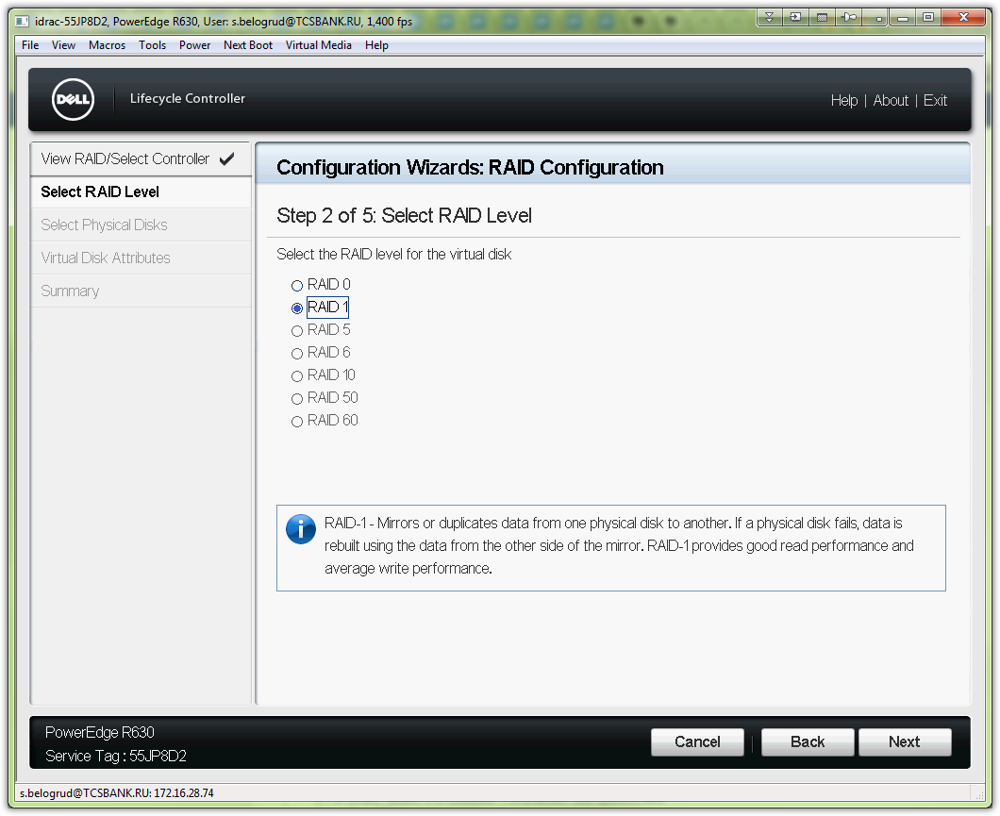 idrac-55JP8D2, PowerEdge R630, User: s.belogrud@TCSBANK.RU, 1,400 fps
File View Macros Tools Power Next Boot Virtual Media Help
DELL Lifecycle Controller
Help | About | Exit
View RAID/Select Controller
Select RAID Level
Select Physical Disks
Virtual Disk Attributes
Summary
Configuration Wizards: RAID Configuration
Step 2 of 5: Select RAID Level
Select the RAID level for the virtual disk
RAID 0
RAID 1
RAID 5
RAID 6
RAID 10
RAID 50
RAID 60
RAID-1 - Mirrors or duplicates data from one physical disk to another. If a physical disk fails, data is
rebuilt using the data from the other side of the mirror. RAID-1 provides good read performance and
average write performance.
PowerEdge R630
Service Tag : 55JP8D2
Cancel Back Next
s.belogrud@TCSBANK.RU: 172.16.28.74